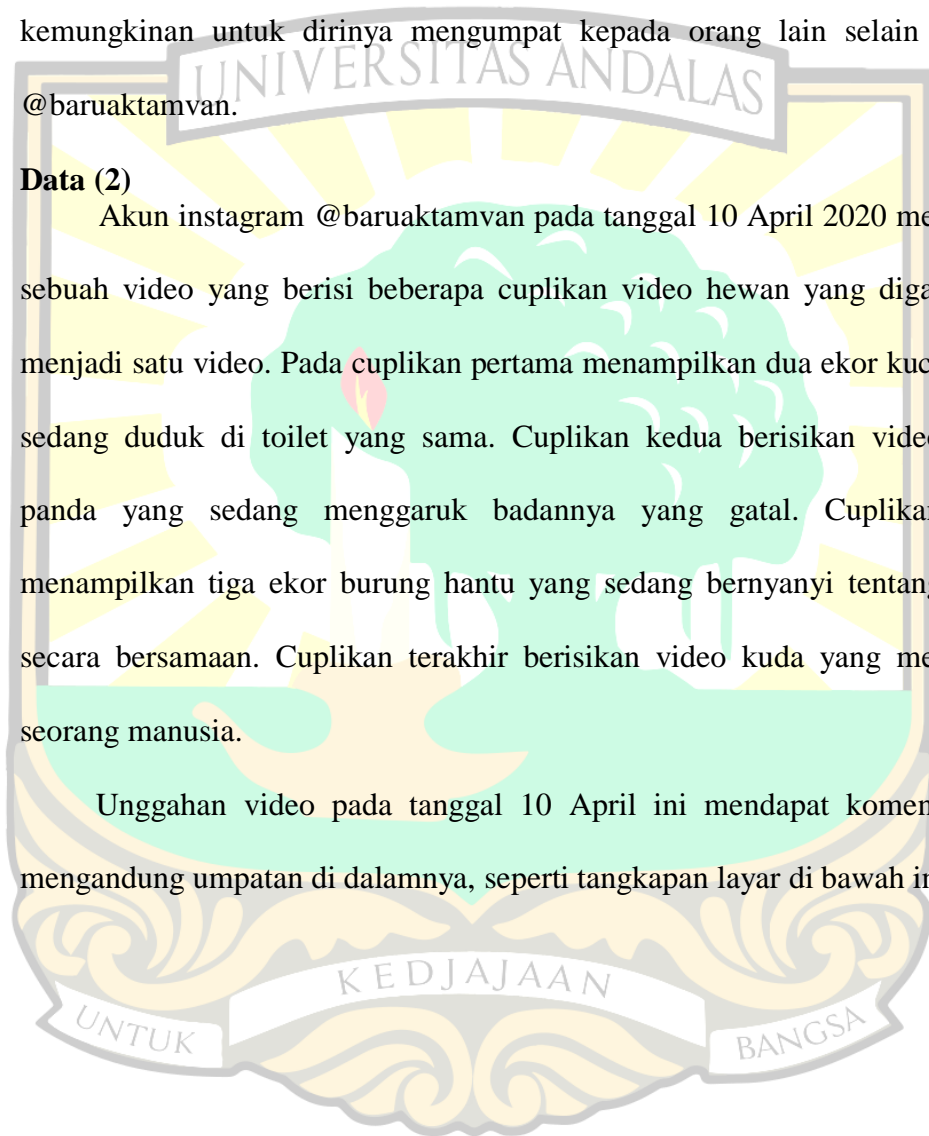 kemungkinan untuk dirinya mengumpat kepada orang lain selain
UNIVERSITAS ANDALAS
@baruaktamvan.
Data (2)
Akun instagram @baruaktamvan pada tanggal 10 April 2020 me
sebuah video yang berisi beberapa cuplikan video hewan yang diga
menjadi satu video. Pada cuplikan pertama menampilkan dua ekor kuc
sedang duduk di toilet yang sama. Cuplikan kedua berisikan vide
panda yang sedang menggaruk badannya yang gatal. Cuplika
menampilkan tiga ekor burung hantu yang sedang bernyanyi tentang
secara bersamaan. Cuplikan terakhir berisikan video kuda yang me
seorang manusia.
Unggahan video pada tanggal 10 April ini mendapat komen
mengandung umpatan di dalamnya, seperti tangkapan layar di bawah in
UNTUK KEDJAJAAN BANGSA